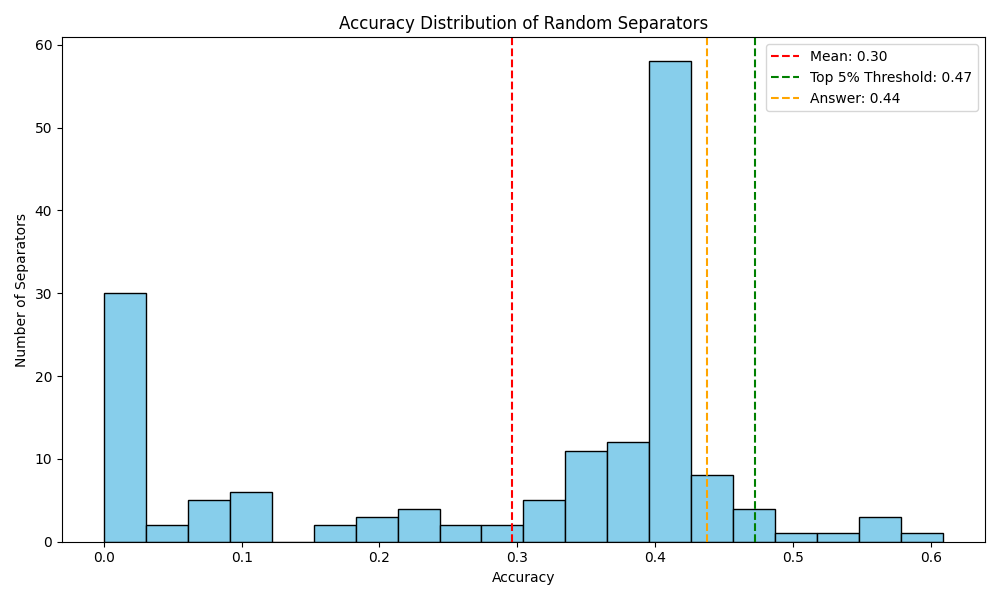 Accuracy Distribution of Random Separators
Mean: 0.30
Top 5% Threshold: 0.47
Answer: 0.44
Number of Separators
60
50
40
30
20
10
0
0.0 0.1 0.2 0.3 0.4 0.5 0.6
Accuracy